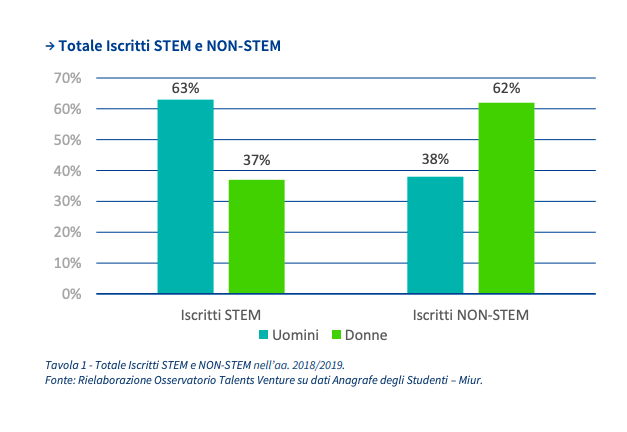 → Totale Iscritti STEM e NON-STEM
70%
63%
62%
60%
50%
37%
38%
40%
30%
20%
10%
0%
Iscritti STEM
Iscritti NON-STEM
Uomini Donne
Tavola 1 - Totale Iscritti STEM e NON-STEM nell'aa. 2018/2019.
Fonte: Rielaborazione Osservatorio Talents Venture su dati Anagrafe degli Studenti – Miur.